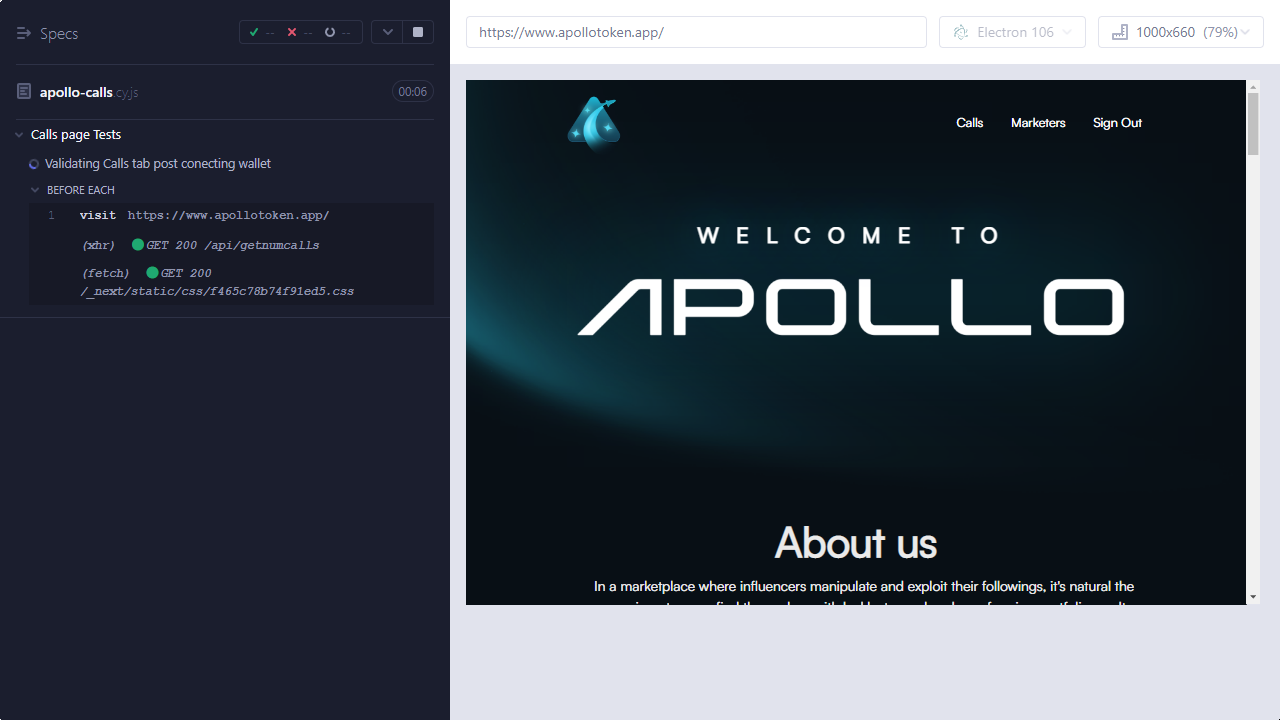 Specs
-- -- --
apollo-calls.cy.js
00:06
Calls page Tests
Validating Calls tab post conecting wallet
BEFORE EACH
1 visit https://www.apollotoken.app/
(xhr) GET 200 /api/getnumcalls
(fetch) GET 200
/_next/static/css/f465c78b74f91ed5.css
https://www.apollotoken.app/
Electron 106
1000x660 (79%)
Calls Marketers Sign Out
WELCOME TO
APOLLO
About us
In a marketplace where influencers manipulate and exploit their followings, it's natural the